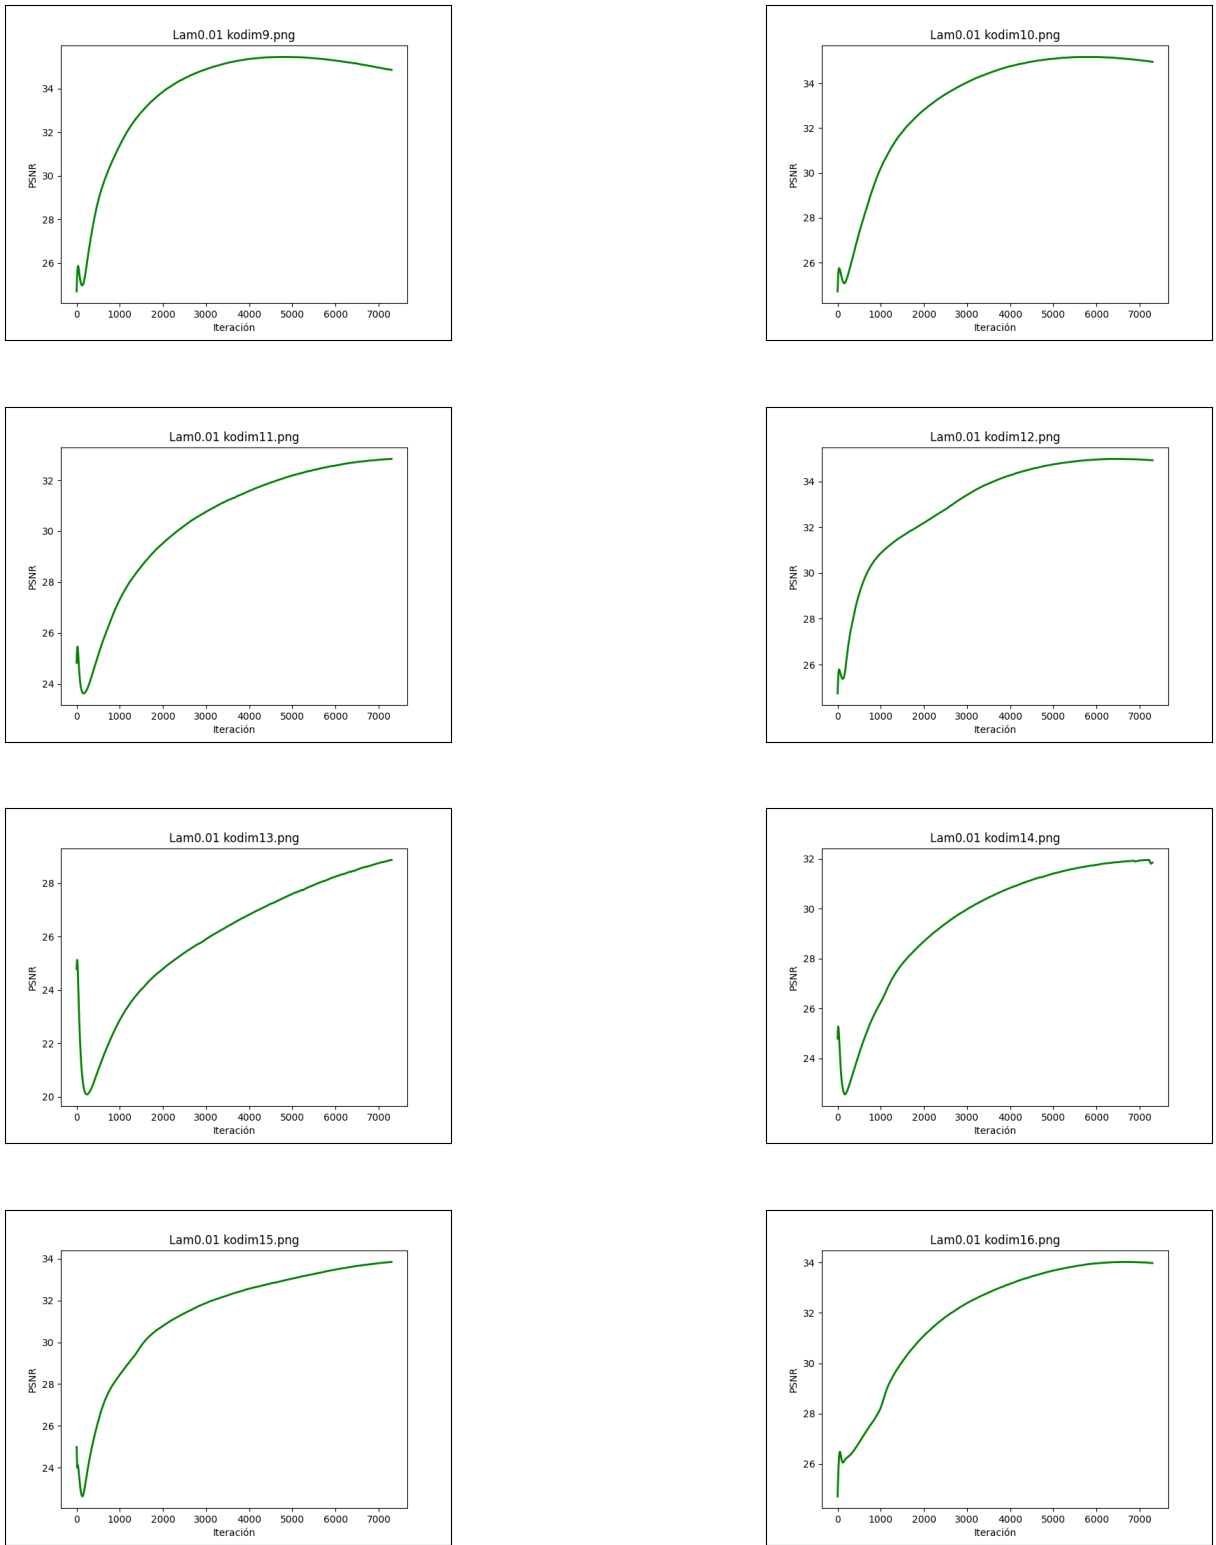 Lam0.01 kodim9.png
PSNR
34
32
30
28
26
0 1000 2000 3000 4000 5000 6000 7000
Iteración
Lam0.01 kodim10.png
PSNR
34
32
30
28
26
0 1000 2000 3000 4000 5000 6000 7000
Iteración
Lam0.01 kodim11.png
PSNR
32
30
28
26
24
0 1000 2000 3000 4000 5000 6000 7000
Iteración
Lam0.01 kodim12.png
PSNR
34
32
30
28
26
0 1000 2000 3000 4000 5000 6000 7000
Iteración
Lam0.01 kodim13.png
PSNR
28
26
24
22
20
0 1000 2000 3000 4000 5000 6000 7000
Iteración
Lam0.01 kodim14.png
PSNR
32
30
28
26
24
0 1000 2000 3000 4000 5000 6000 7000
Iteración
Lam0.01 kodim15.png
PSNR
34
32
30
28
26
24
0 1000 2000 3000 4000 5000 6000 7000
Iteración
Lam0.01 kodim16.png
PSNR
34
32
30
28
26
0 1000 2000 3000 4000 5000 6000 7000
Iteración